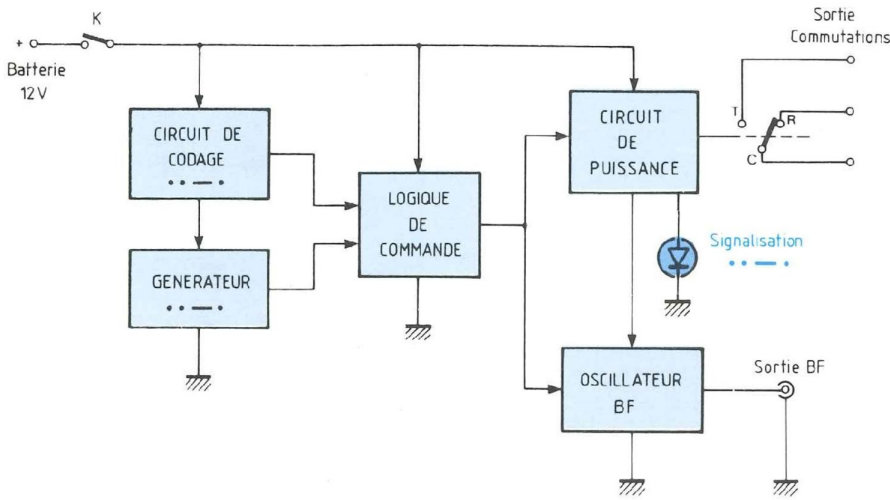 K
+
Batterie
12V
CIRCUIT DE
CODAGE
GENERATEUR
LOGIQUE
DE
COMMANDE
CIRCUIT
DE
PUISSANCE
Sortie
Commutations
T
R
C
Signalisation
OSCILLATEUR
BF
Sortie BF